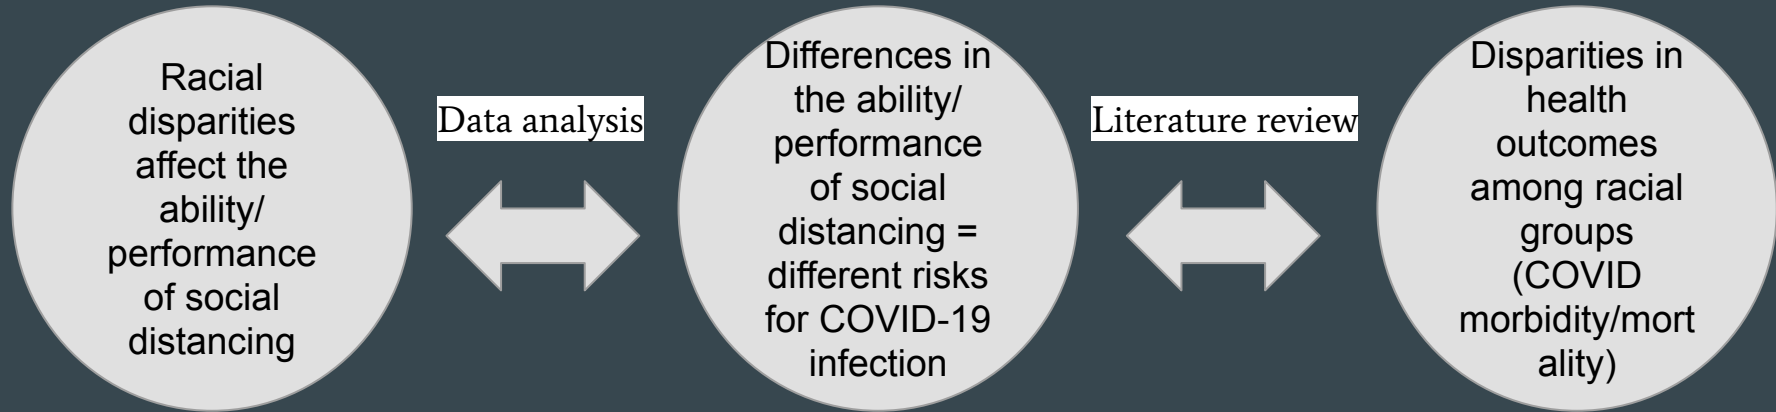 Racial
disparities
affect the
ability/
performance
of social
distancing
Data analysis
Differences in
the ability/
performance
of social
distancing =
different risks
for COVID-19
infection
Literature review
Disparities in
health
outcomes
among racial
groups
(COVID
morbidity/mort
ality)